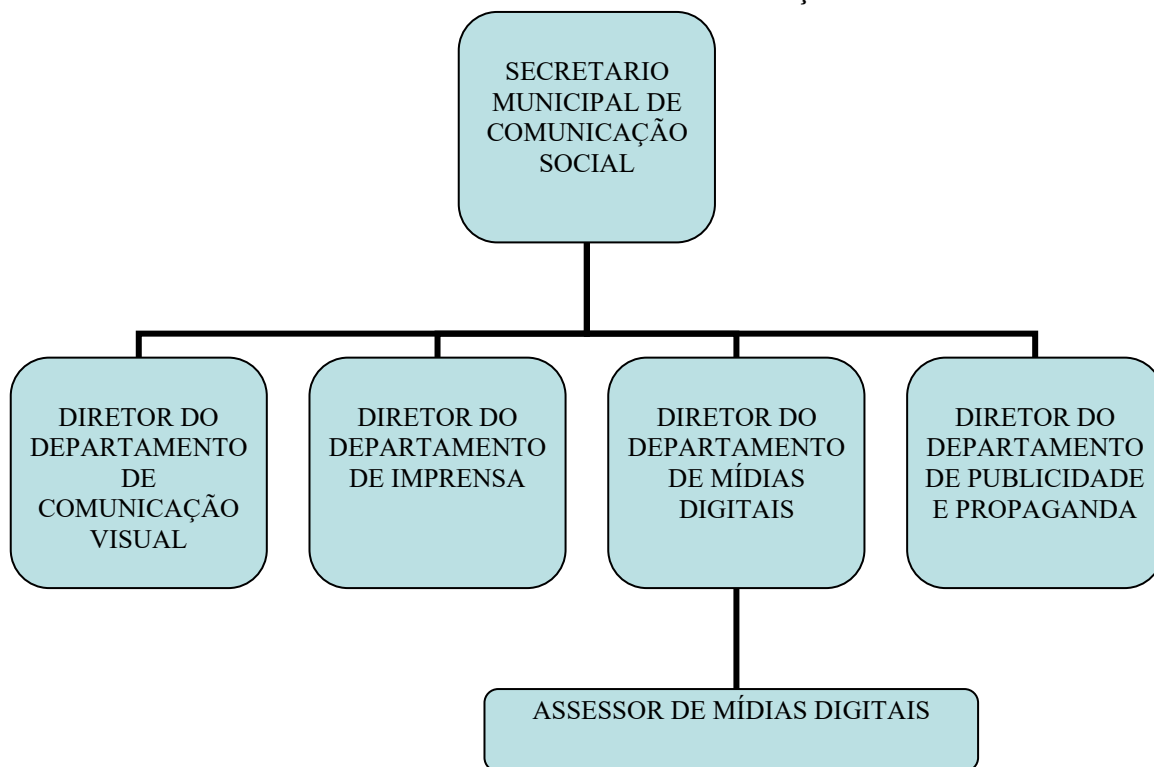 SECRETARIO
MUNICIPAL DE
COMUNICAÇÃO
SOCIAL
DIRETOR DO
DEPARTAMENTO
DE
COMUNICAÇÃO
VISUAL
DIRETOR DO
DEPARTAMENTO
DE IMPRENSA
DIRETOR DO
DEPARTAMENTO
DE MÍDIAS
DIGITAIS
DIRETOR DO
DEPARTAMENTO
DE PUBLICIDADE
E PROPAGANDA
ASSESSOR DE MÍDIAS DIGITAIS